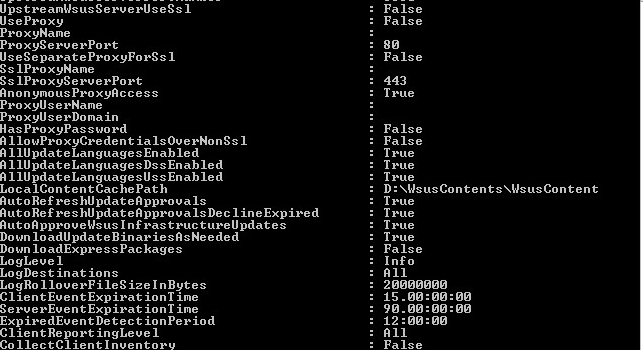 UpstreamWsusServerUseSsl : False
UseProxy : False
ProxyName :
ProxyServerPort : 80
UseSeparateProxyForSsl : False
SslProxyName :
SslProxyServerPort : 443
AnonymousProxyAccess : True
ProxyUserName :
ProxyUserDomain :
HasProxyPassword : False
AllowProxyCredentialsOverNonSsl : False
AllUpdateLanguagesEnabled : True
AllUpdateLanguagesDssEnabled : True
AllUpdateLanguagesUssEnabled : True
LocalContentCachePath : D:\WsusContents\WsusContent
AutoRefreshUpdateApprovals : True
AutoRefreshUpdateApprovalsDeclineExpired : True
AutoApproveWsusInfrastructureUpdates : True
DownloadUpdateBinariesAsNeeded : True
DownloadExpressPackages : False
LogLevel : Info
LogDestinations : All
LogRolloverFileSizeInBytes : 20000000
ClientEventExpirationTime : 15.00:00:00
ServerEventExpirationTime : 90.00:00:00
ExpiredEventDetectionPeriod : 12:00:00
ClientReportingLevel : All
CollectClientInventory : False